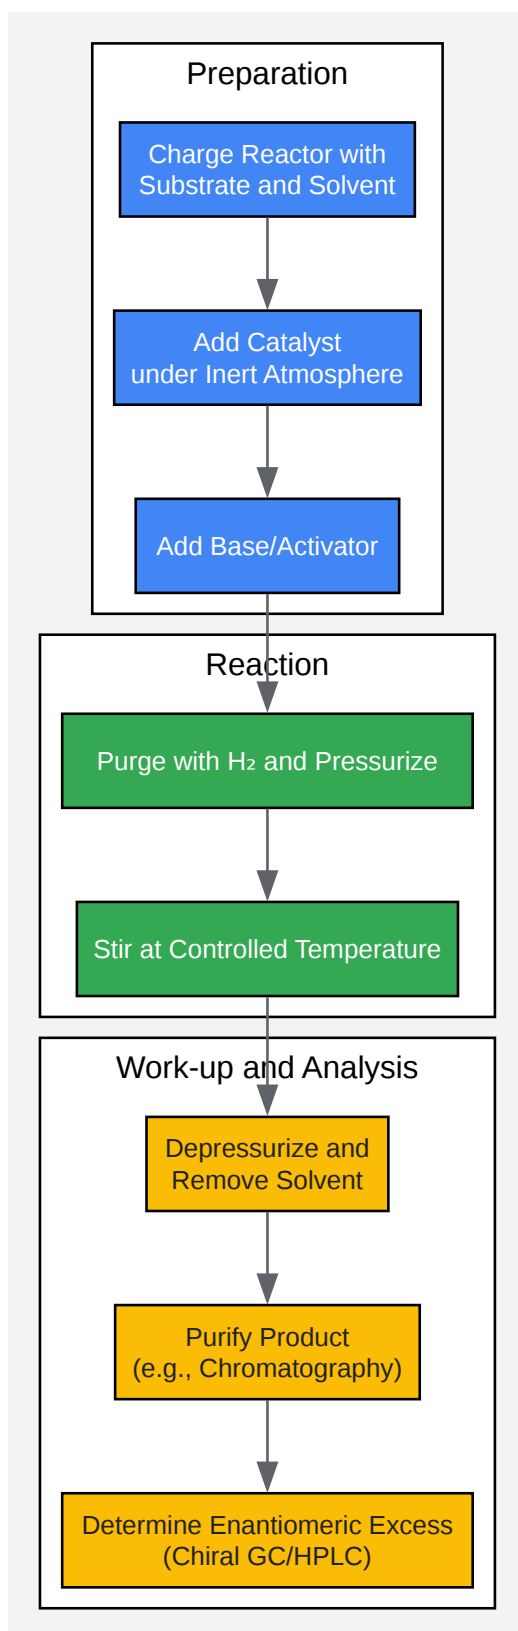 Preparation
Charge Reactor with
Substrate and Solvent
Add Catalyst
under Inert Atmosphere
Add Base/Activator
Reaction
Purge with H₂ and Pressurize
Stir at Controlled Temperature
Work-up and Analysis
Depressurize and
Remove Solvent
Purify Product
(e.g., Chromatography)
Determine Enantiomeric Excess
(Chiral GC/HPLC)